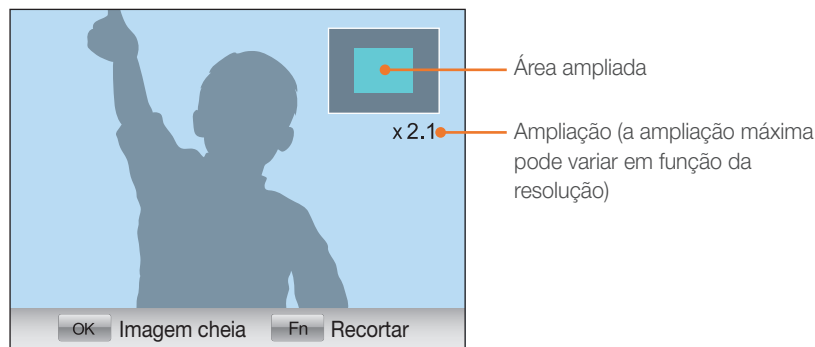 Área ampliada
x 2.1
Ampliação (a ampliação máxima
pode variar em função da
resolução)
OK Imagem cheia Fn Recortar